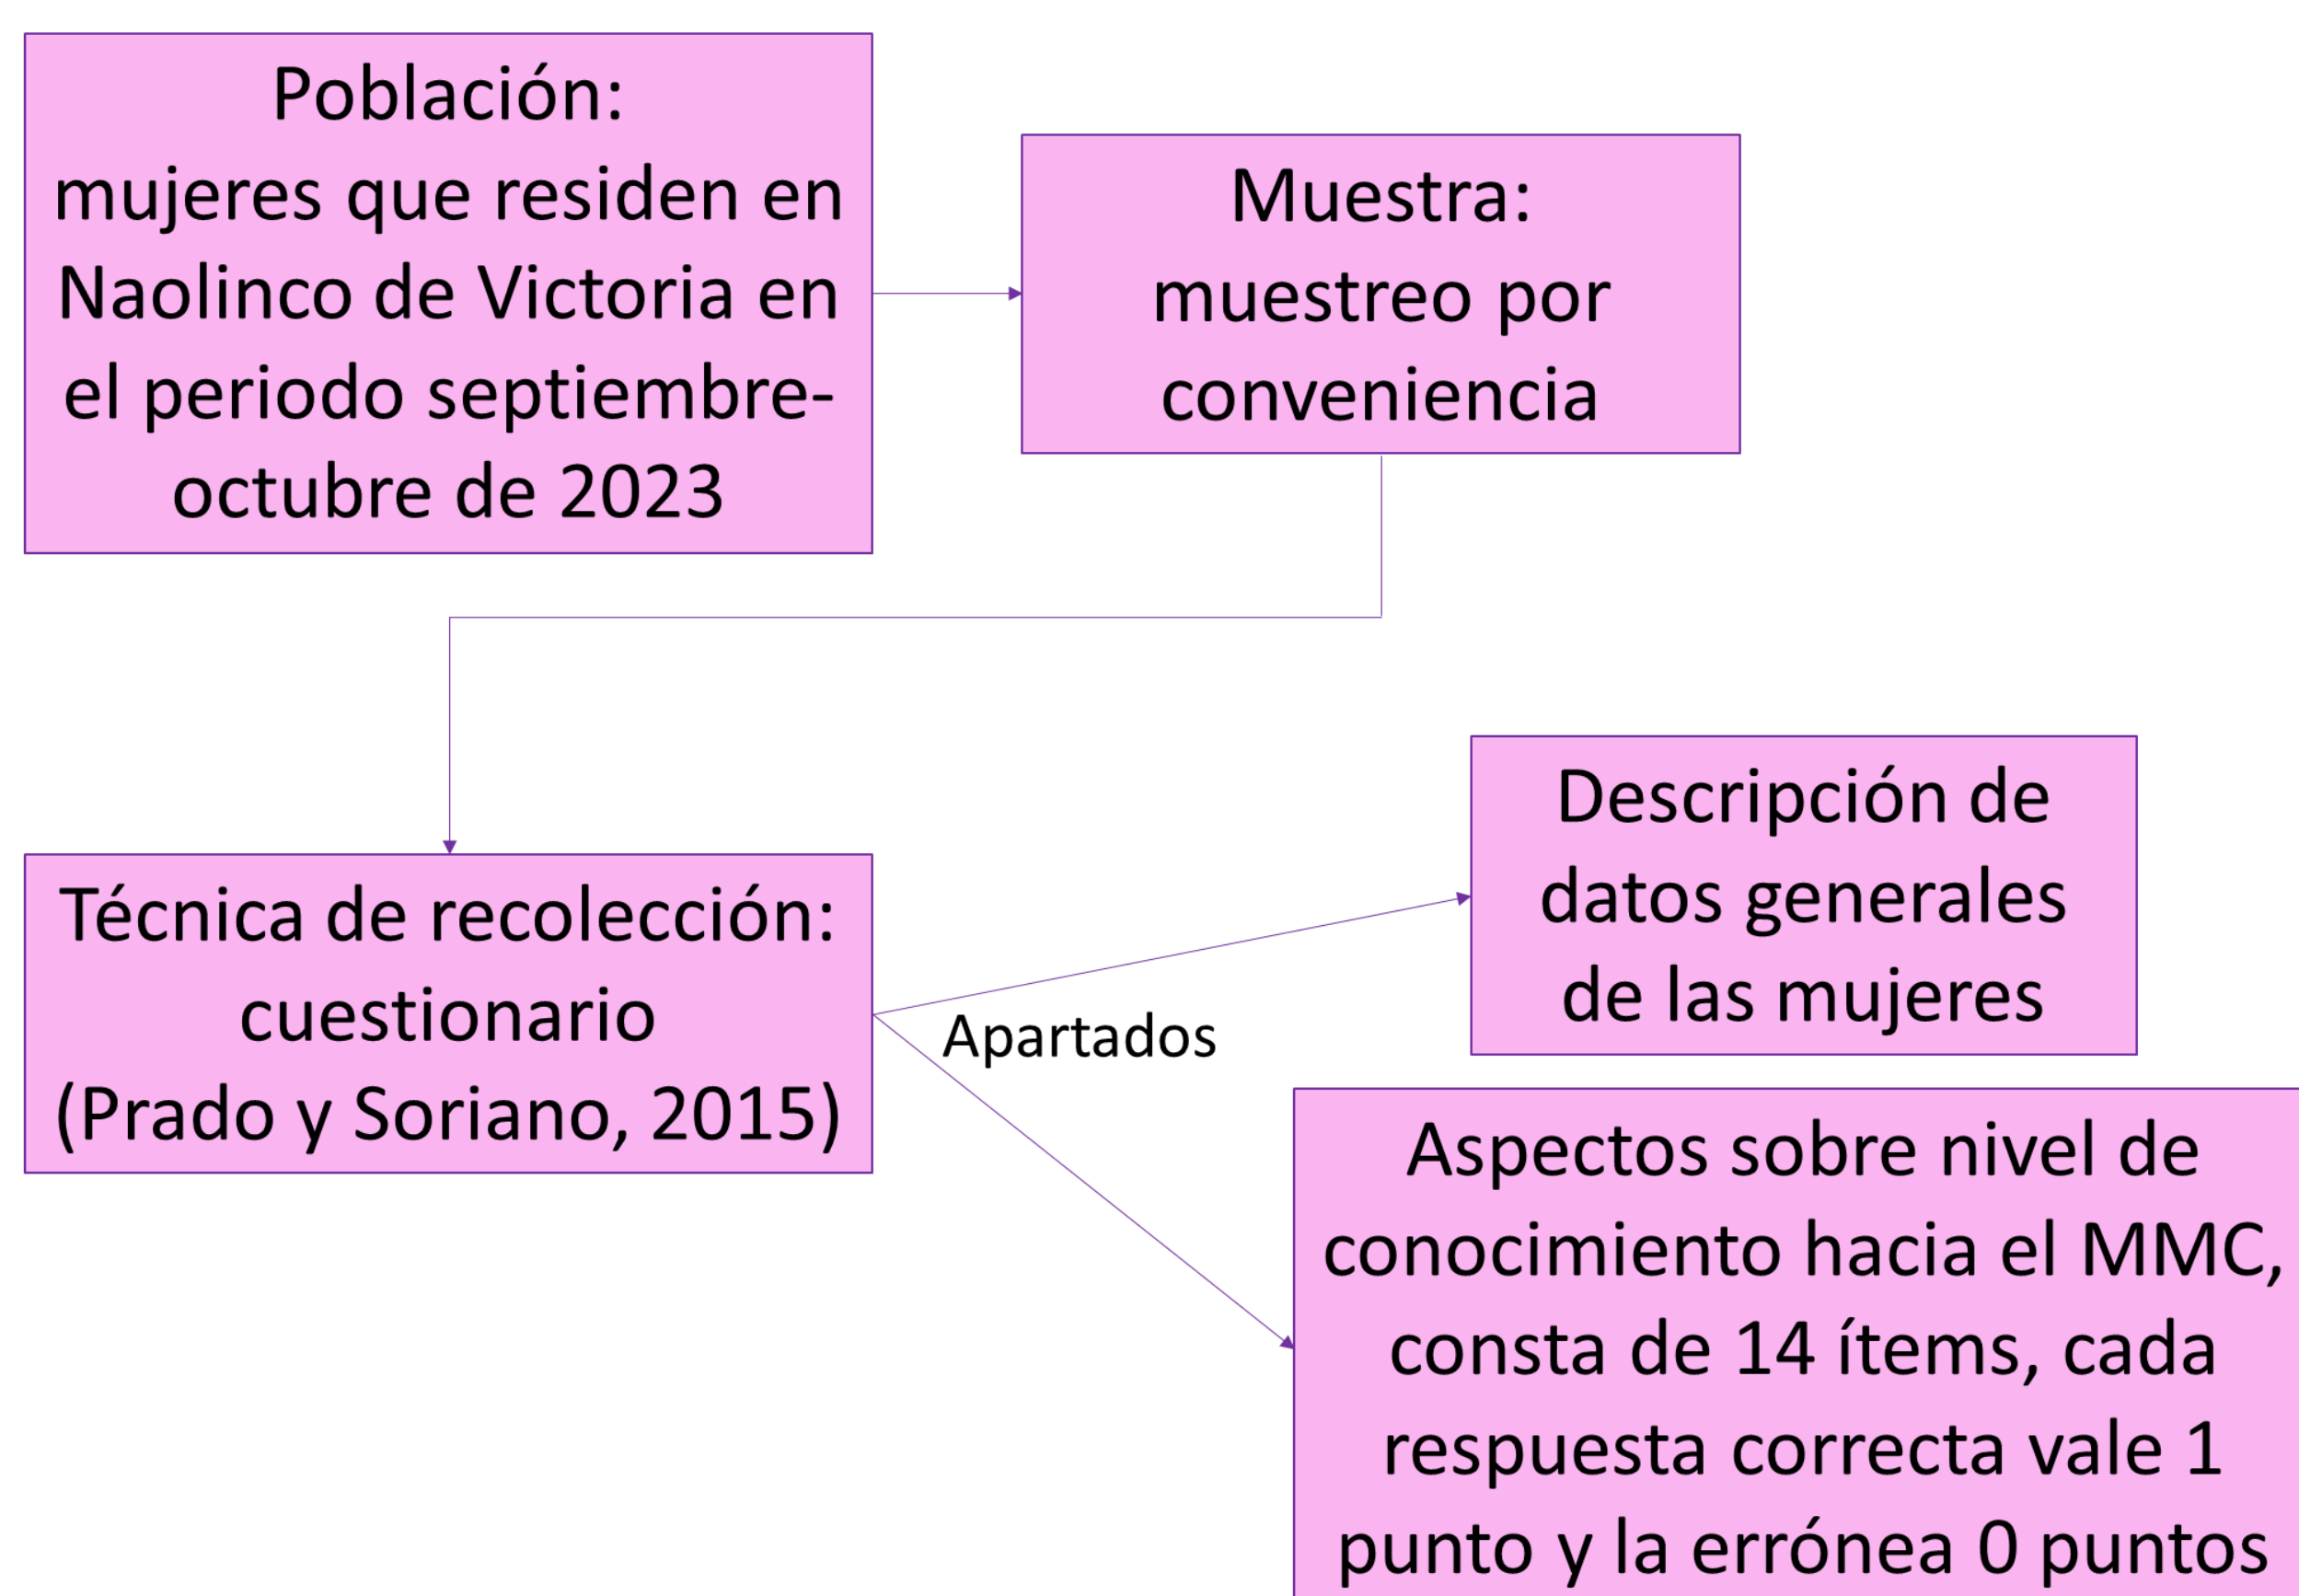 Población:
mujeres que residen en
Naolinco de Victoria en
el periodo septiembre-
octubre de 2023
Muestra:
muestreo por
conveniencia
Técnica de recolección:
cuestionario
(Prado y Soriano, 2015)
Apartados
Descripción de
datos generales
de las mujeres
Aspectos sobre nivel de
conocimiento hacia el MMC,
consta de 14 ítems, cada
respuesta correcta vale 1
punto y la errónea 0 puntos